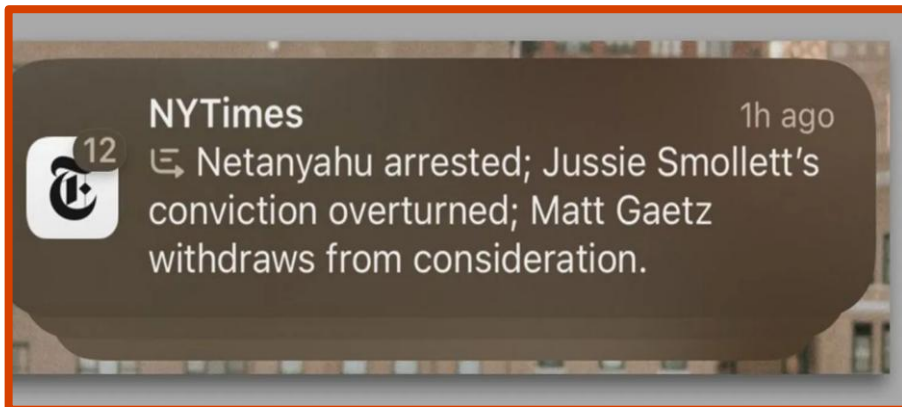 NYTimes
1h ago
12
Netanyahu arrested; Jussie Smollett’s
conviction overturned; Matt Gaetz
withdraws from consideration.